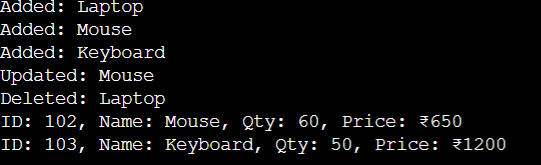 Added: Laptop
Added: Mouse
Added: Keyboard
Updated: Mouse
Deleted: Laptop
ID: 102, Name: Mouse, Qty: 60, Price: ₹650
ID: 103, Name: Keyboard, Qty: 50, Price: ₹1200